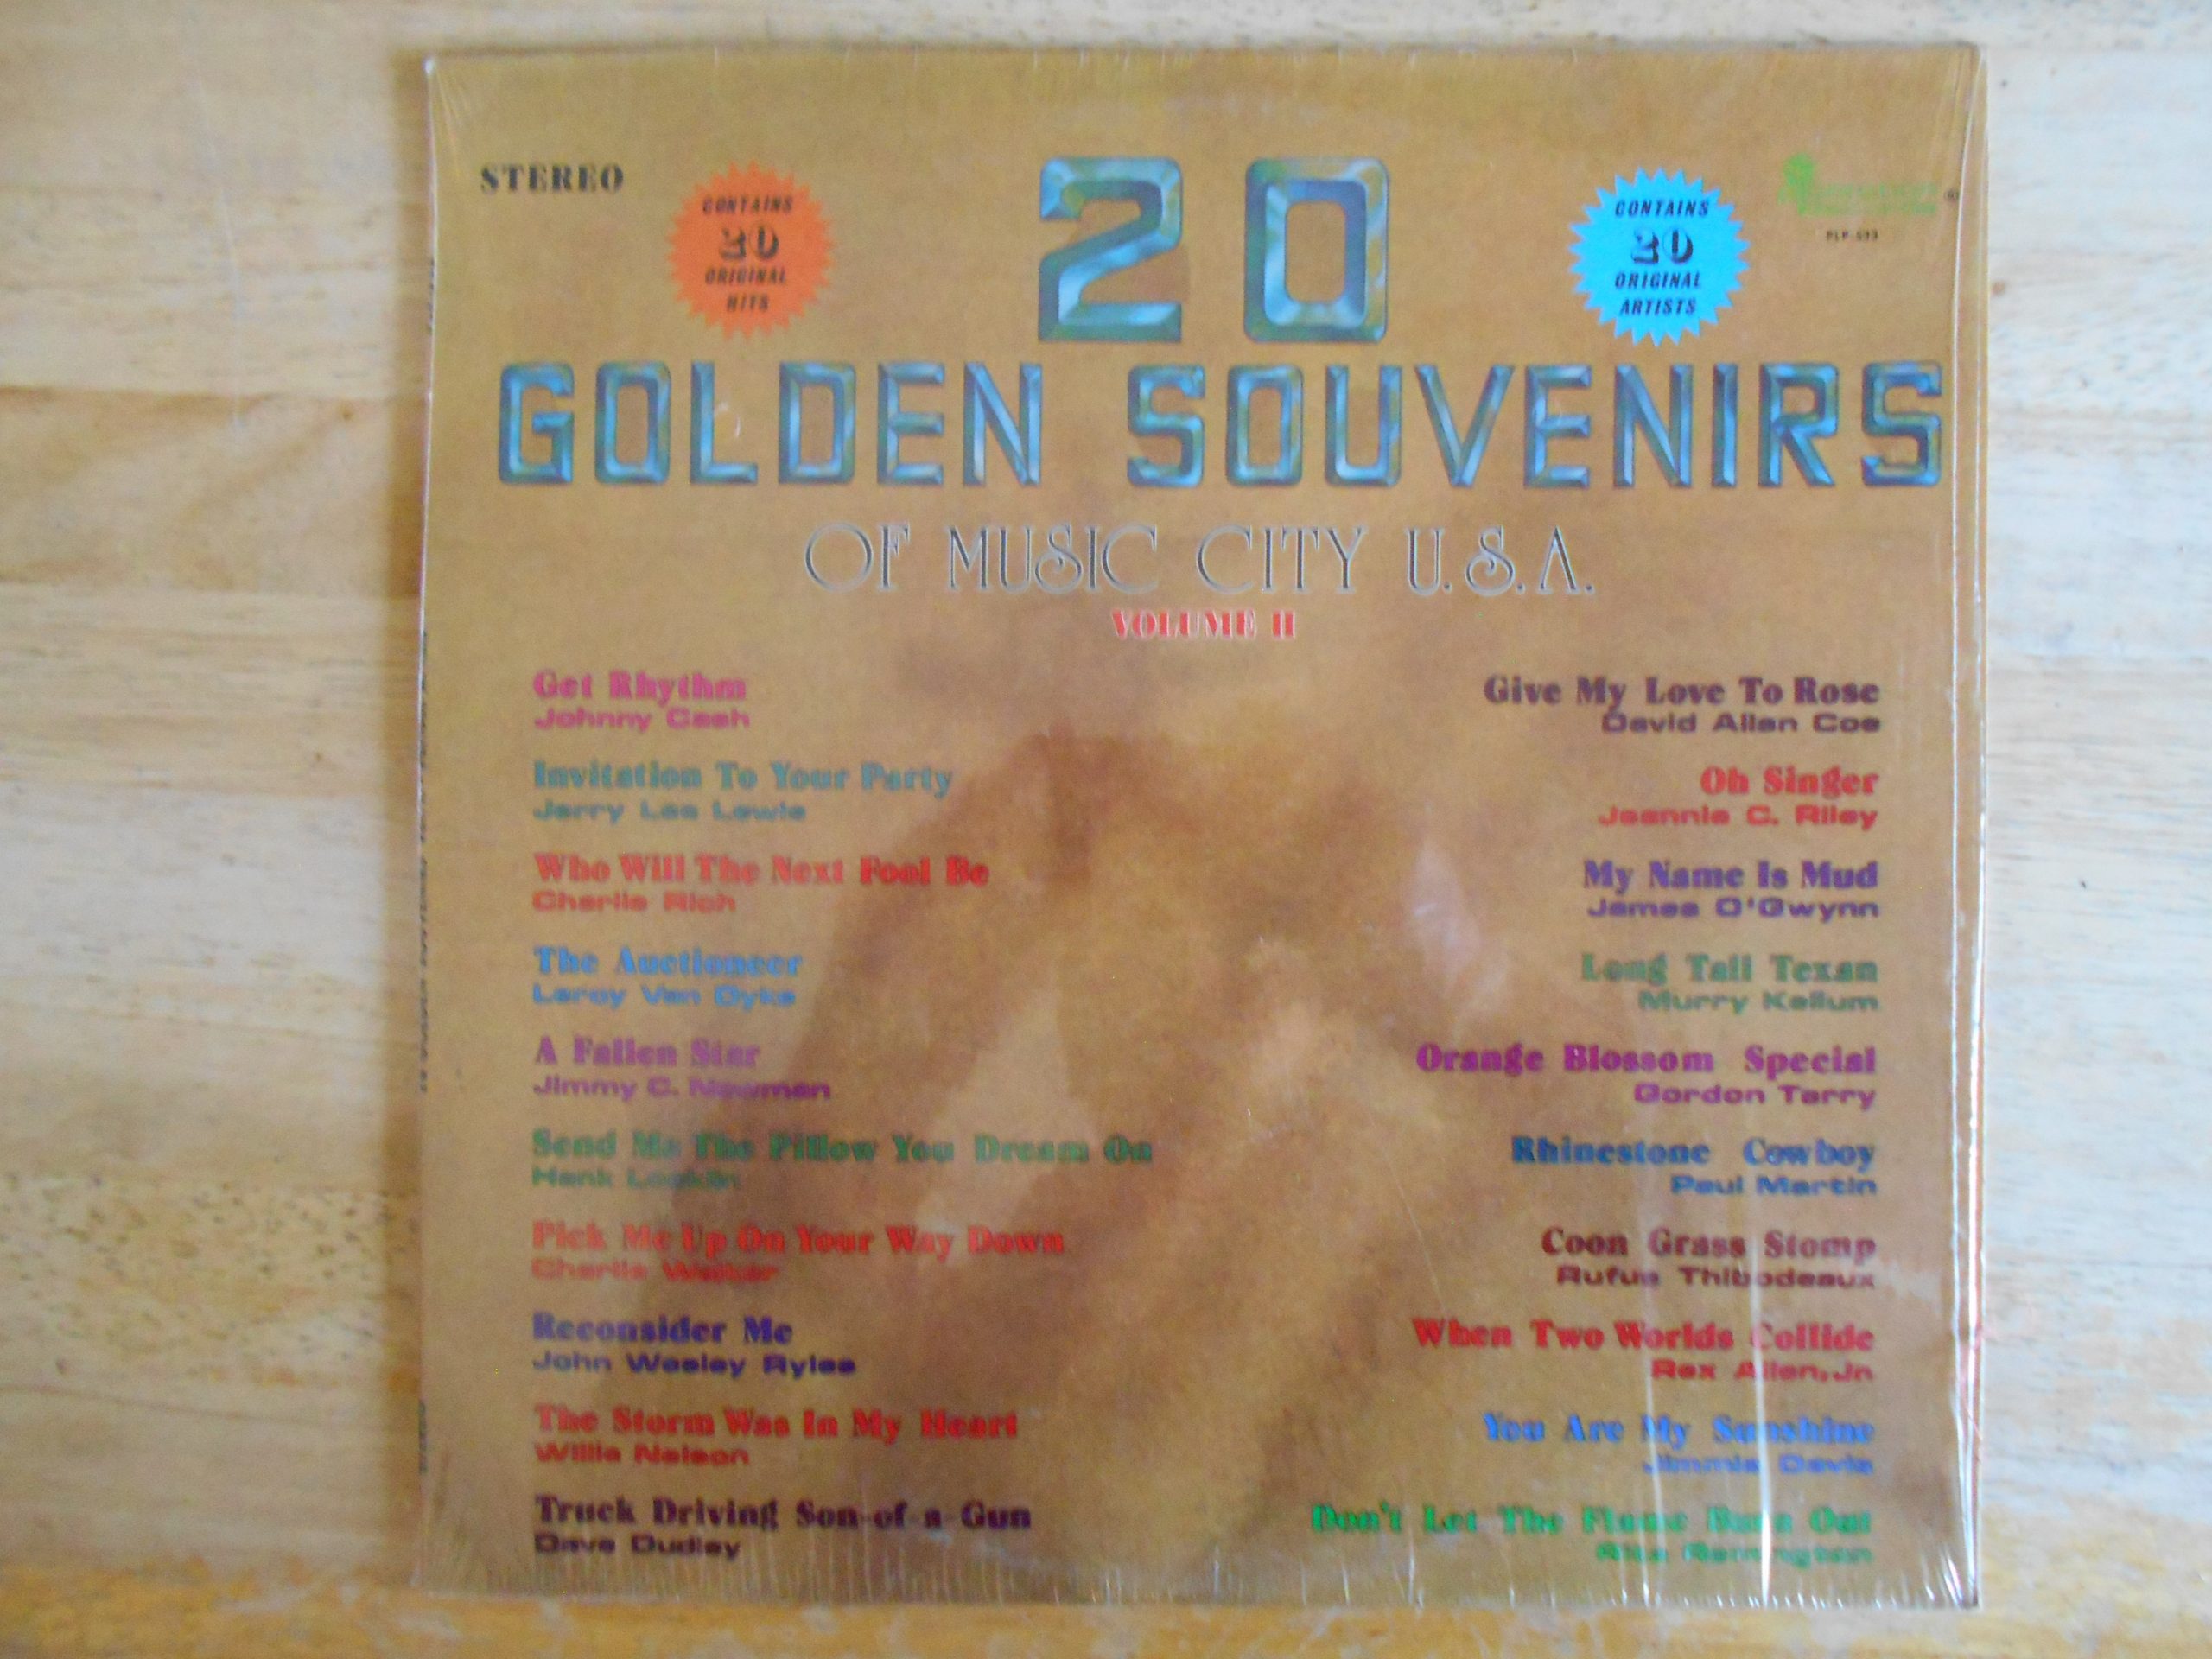 STEREO
CONTAINS
20
ORIGINAL
HITS
20
CONTAINS
20
ORIGINAL
ARTISTS
GOLDEN SOUVENIRS
OF MUSIC CITY U.S.A.
VOLUME II
Get Rhythm
Johnny Cash
Invitation To Your Party
Jerry Lee Lewis
Who Will The Next Fool Be
Charlie Rich
The Auctioneer
Leroy Van Dyke
A Fallen Star
Jimmy C. Newman
Send Me The Pillow You Dream On
Hank Locklin
Pick Me Up On Your Way Down
Charlie Walker
Reconsider Me
John Wesley Ryles
The Storm Was In My Heart
Willie Nelson
Truck Driving Son-of-a-Gun
Dave Dudley
Give My Love To Rose
David Allan Coe
Oh Singer
Jeannie C. Riley
My Name Is Mud
James O'Gwynn
Long Tall Texan
Murry Kellum
Orange Blossom Special
Gordon Terry
Rhinestone Cowboy
Paul Martin
Coon Grass Stomp
Rufus Thibodeaux
When Two Worlds Collide
Rex Allen, Jr.
You Are My Sunshine
Jimmie Davis
Don't Let The Flame Burn Out
Rita Remington